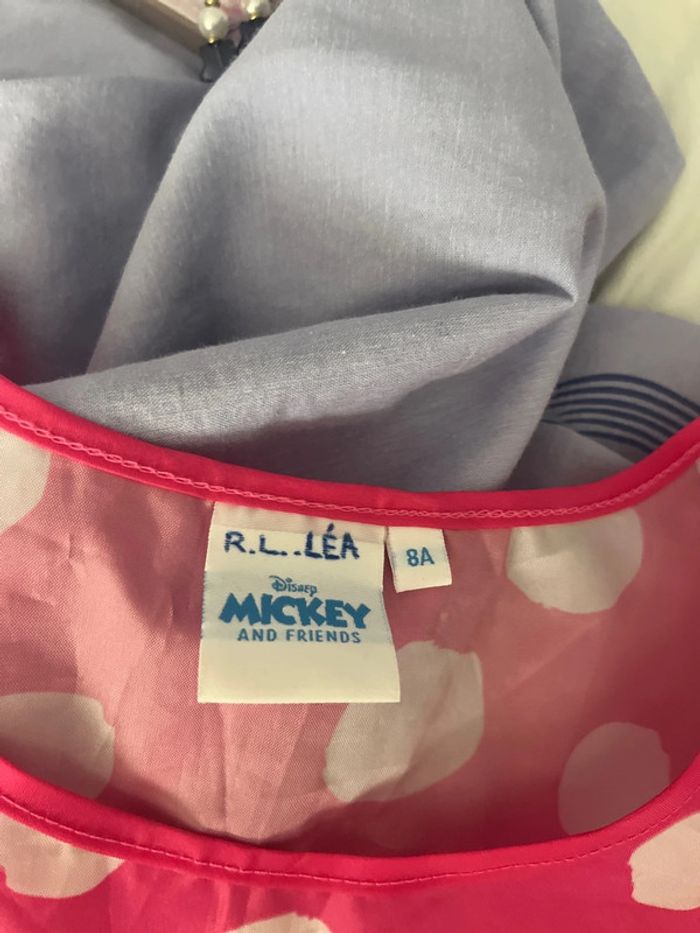 R.L..LÉA
8A
Disney
MICKEY
AND FRIENDS